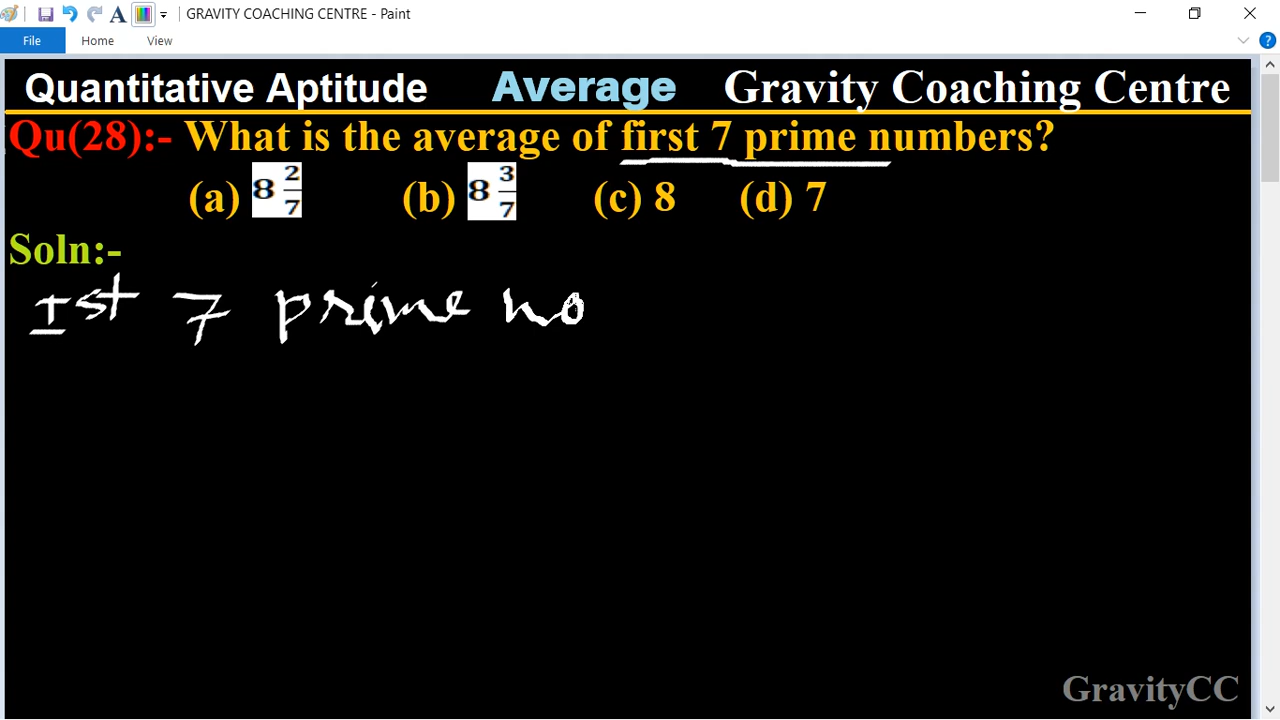 GRAVITY COACHING CENTRE - Paint
File Home View
Quantitative Aptitude Average Gravity Coaching Centre
Qu(28):- What is the average of first 7 prime numbers?
(a) 8 2/7 (b) 8 3/7 (c) 8 (d) 7
Soln:-
Ist 7 prime no
GravityCC